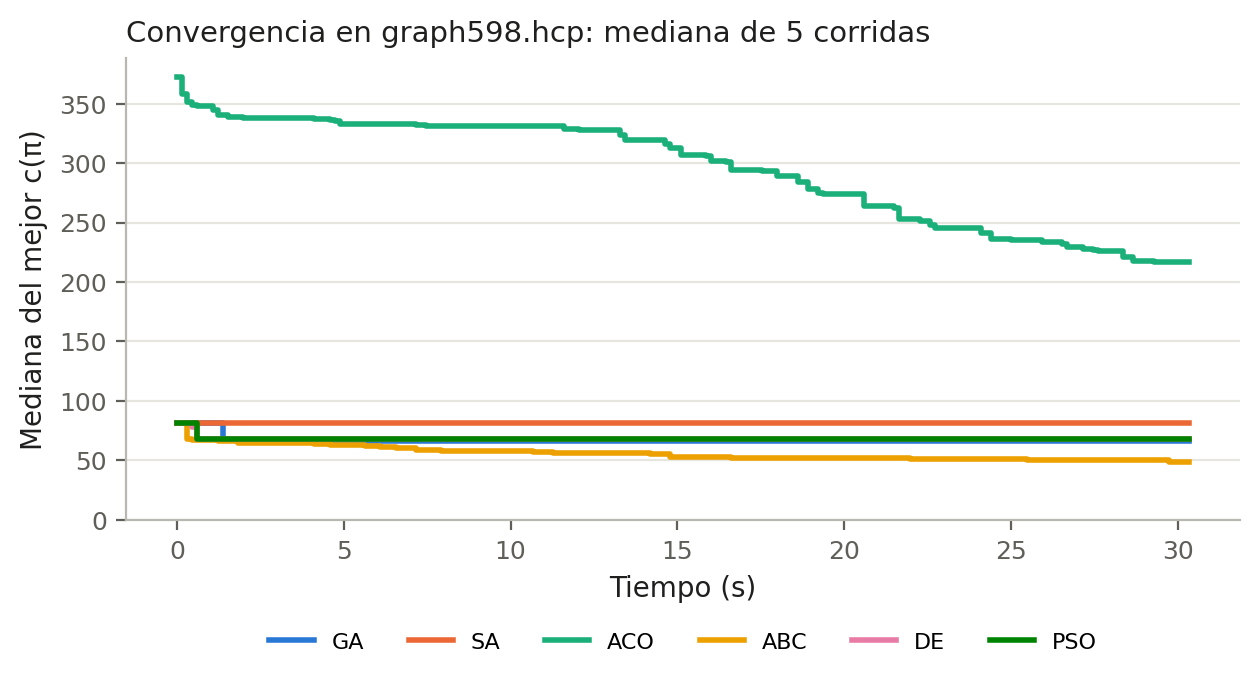 Convergencia en graph598.hcp: mediana de 5 corridas
Mediana del mejor c(π)
350
300
250
200
150
100
50
0
0 5 10 15 20 25 30
Tiempo (s)
GA SA ACO ABC DE PSO